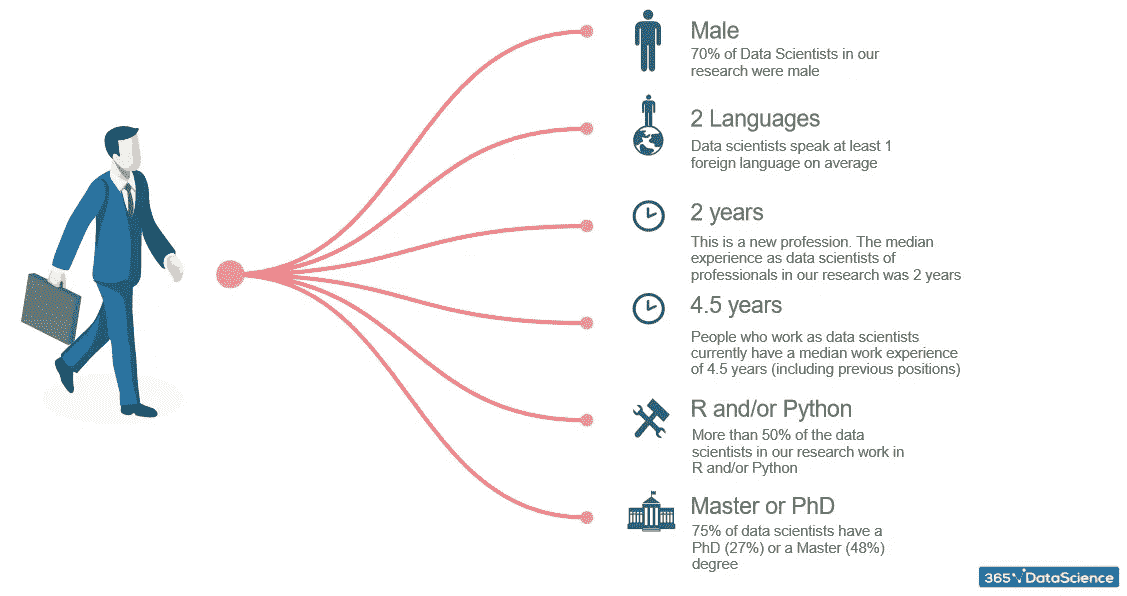 Male
70% of Data Scientists in our
research were male
2 Languages
Data scientists speak at least 1
foreign language on average
2 years
This is a new profession. The median
experience as data scientists of
professionals in our research was 2 years
4.5 years
People who work as data scientists
currently have a median work experience
of 4.5 years (including previous positions)
R and/or Python
More than 50% of the data
scientists in our research work in
R and/or Python
Master or PhD
75% of data scientists have a
PhD (27%) or a Master (48%)
degree
365 DataScience